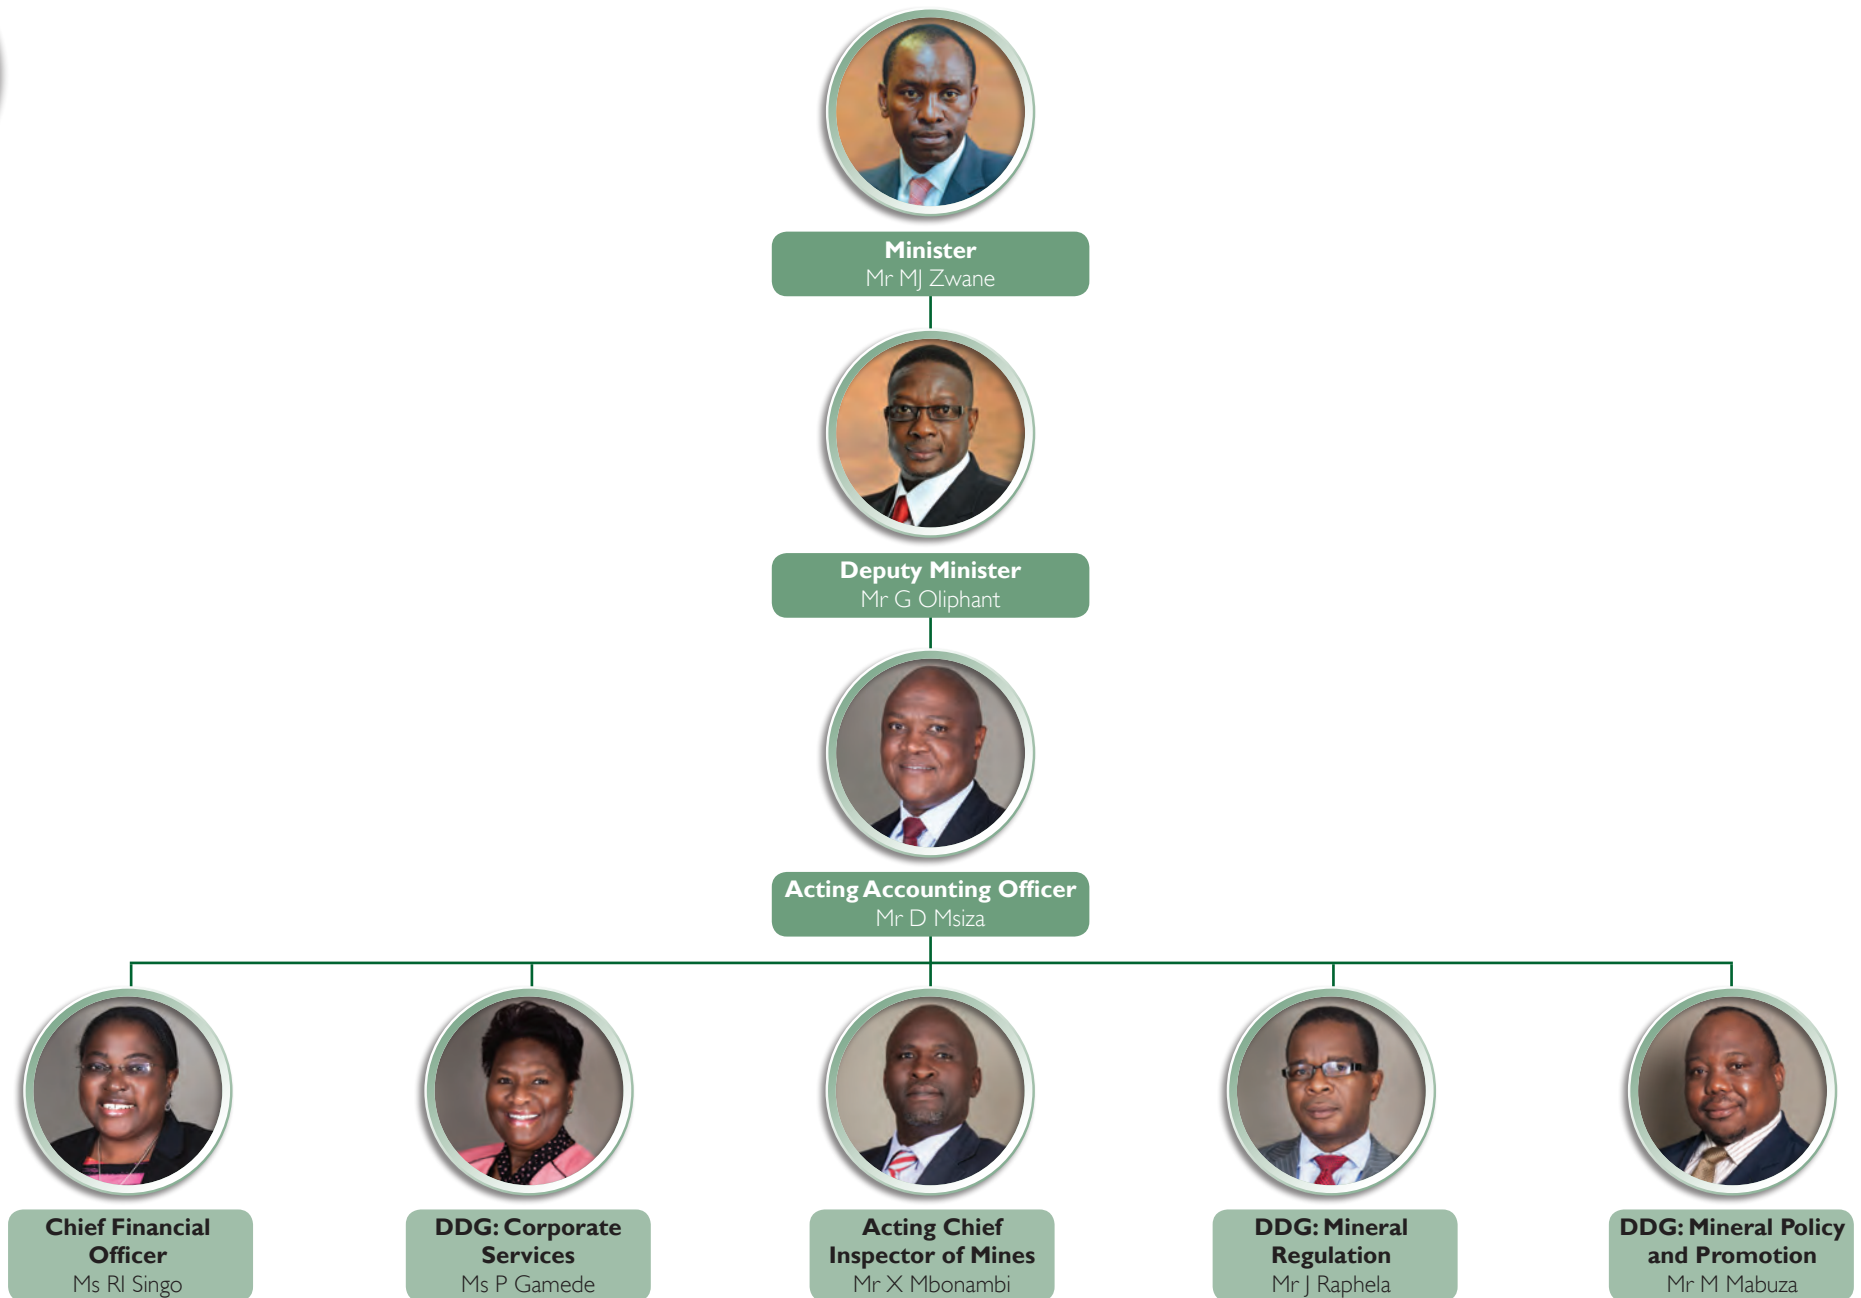 Minister
Mr MJ Zwane
Deputy Minister
Mr G Oliphant
Acting Accounting Officer
Mr D Msiza
Chief Financial
Officer
Ms RI Singo
DDG: Corporate
Services
Ms P Gamede
Acting Chief
Inspector of Mines
Mr X Mbonambi
DDG: Mineral
Regulation
Mr J Raphela
DDG: Mineral Policy
and Promotion
Mr M Mabuza